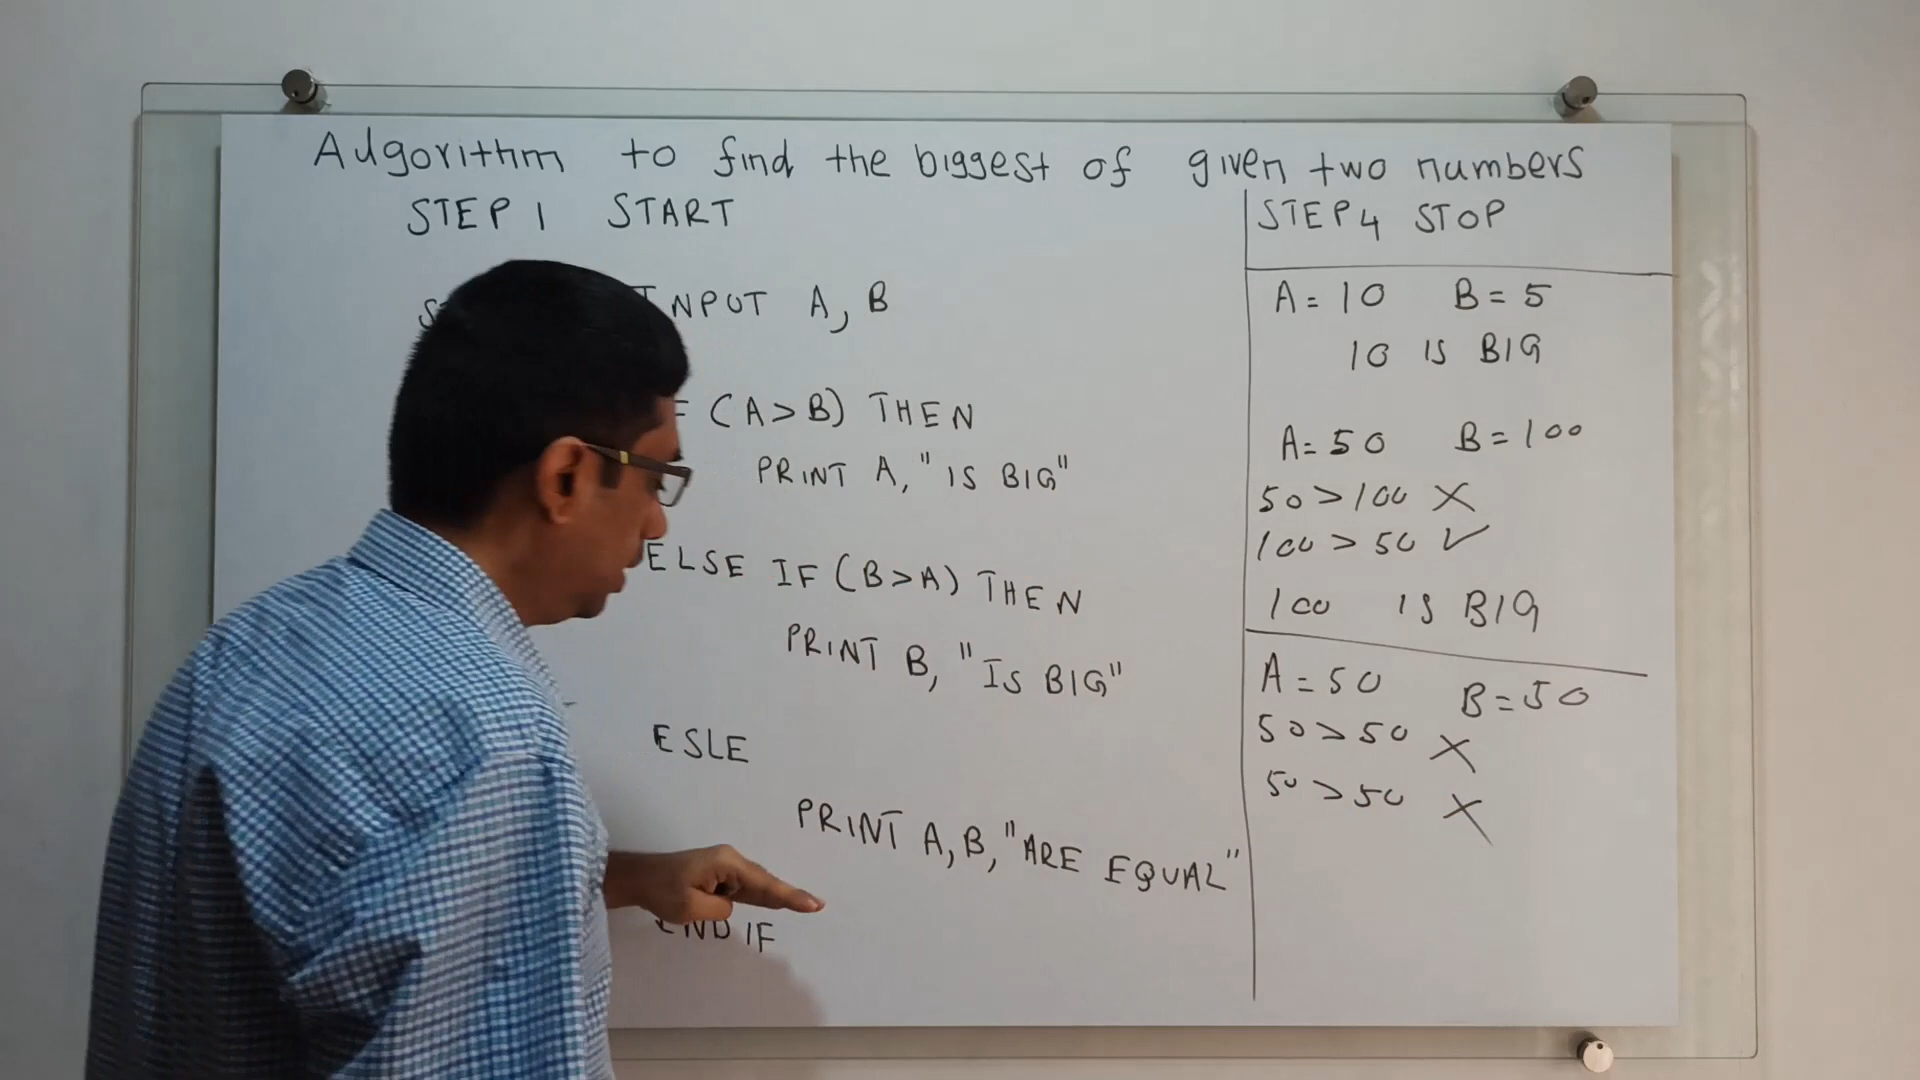 Algorithm to find the biggest of given two numbers
STEP 1 START
INPUT A, B
(A > B) THEN
PRINT A, "IS BIG"
ELSE IF (B > A) THEN
PRINT B, "IS BIG"
ESLE
PRINT A, B, "ARE EQUAL"
END IF
STEP 4 STOP
A = 10 B = 5
10 IS BIG
A = 50 B = 100
50 > 100 X
100 > 50 ✓
100 IS BIG
A = 50 B = 50
50 > 50 X
50 > 50 X